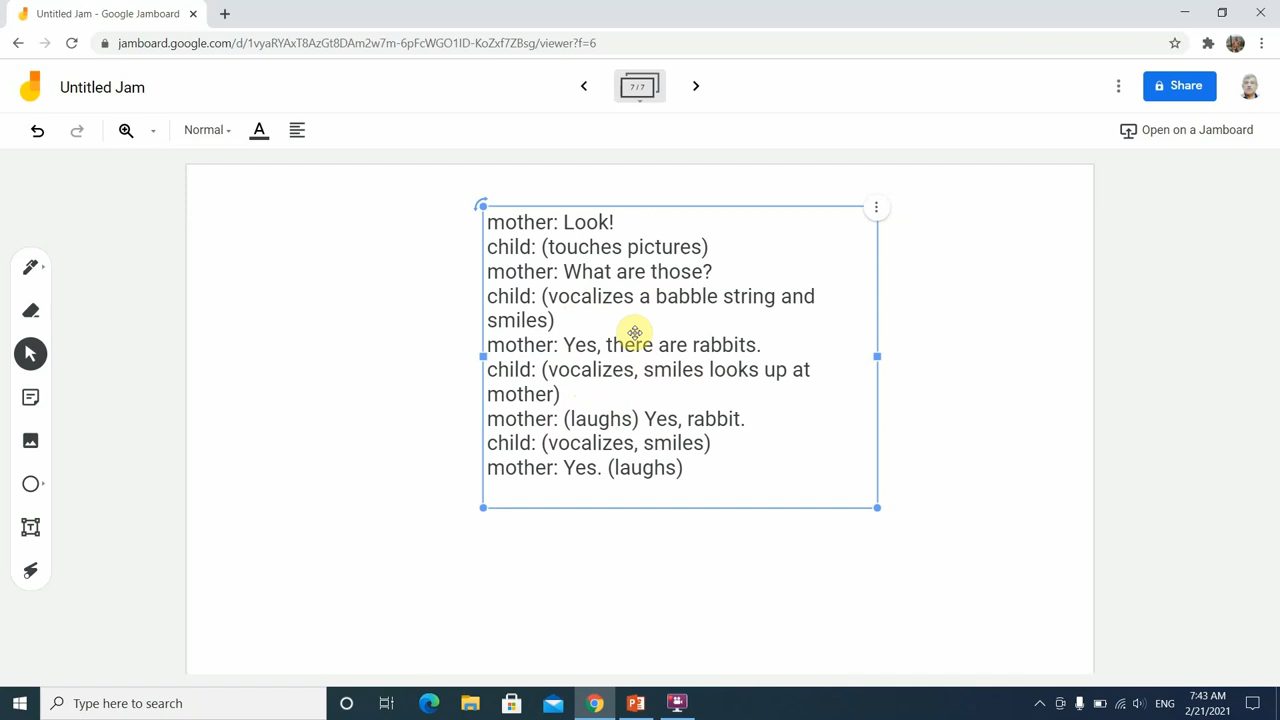 Untitled Jam - Google Jamboard
jamboard.google.com/d/1vyaRYAxT8AzGt8DAm2w7m-6pFcWGO1ID-KoZxf7ZBsg/viewer?f=6
Untitled Jam
7 / 7
Share
Normal
A
Open on a Jamboard
mother: Look!
child: (touches pictures)
mother: What are those?
child: (vocalizes a babble string and
smiles)
mother: Yes, there are rabbits.
child: (vocalizes, smiles looks up at
mother)
mother: (laughs) Yes, rabbit.
child: (vocalizes, smiles)
mother: Yes. (laughs)
T
Type here to search
ENG
7:43 AM
2/21/2021